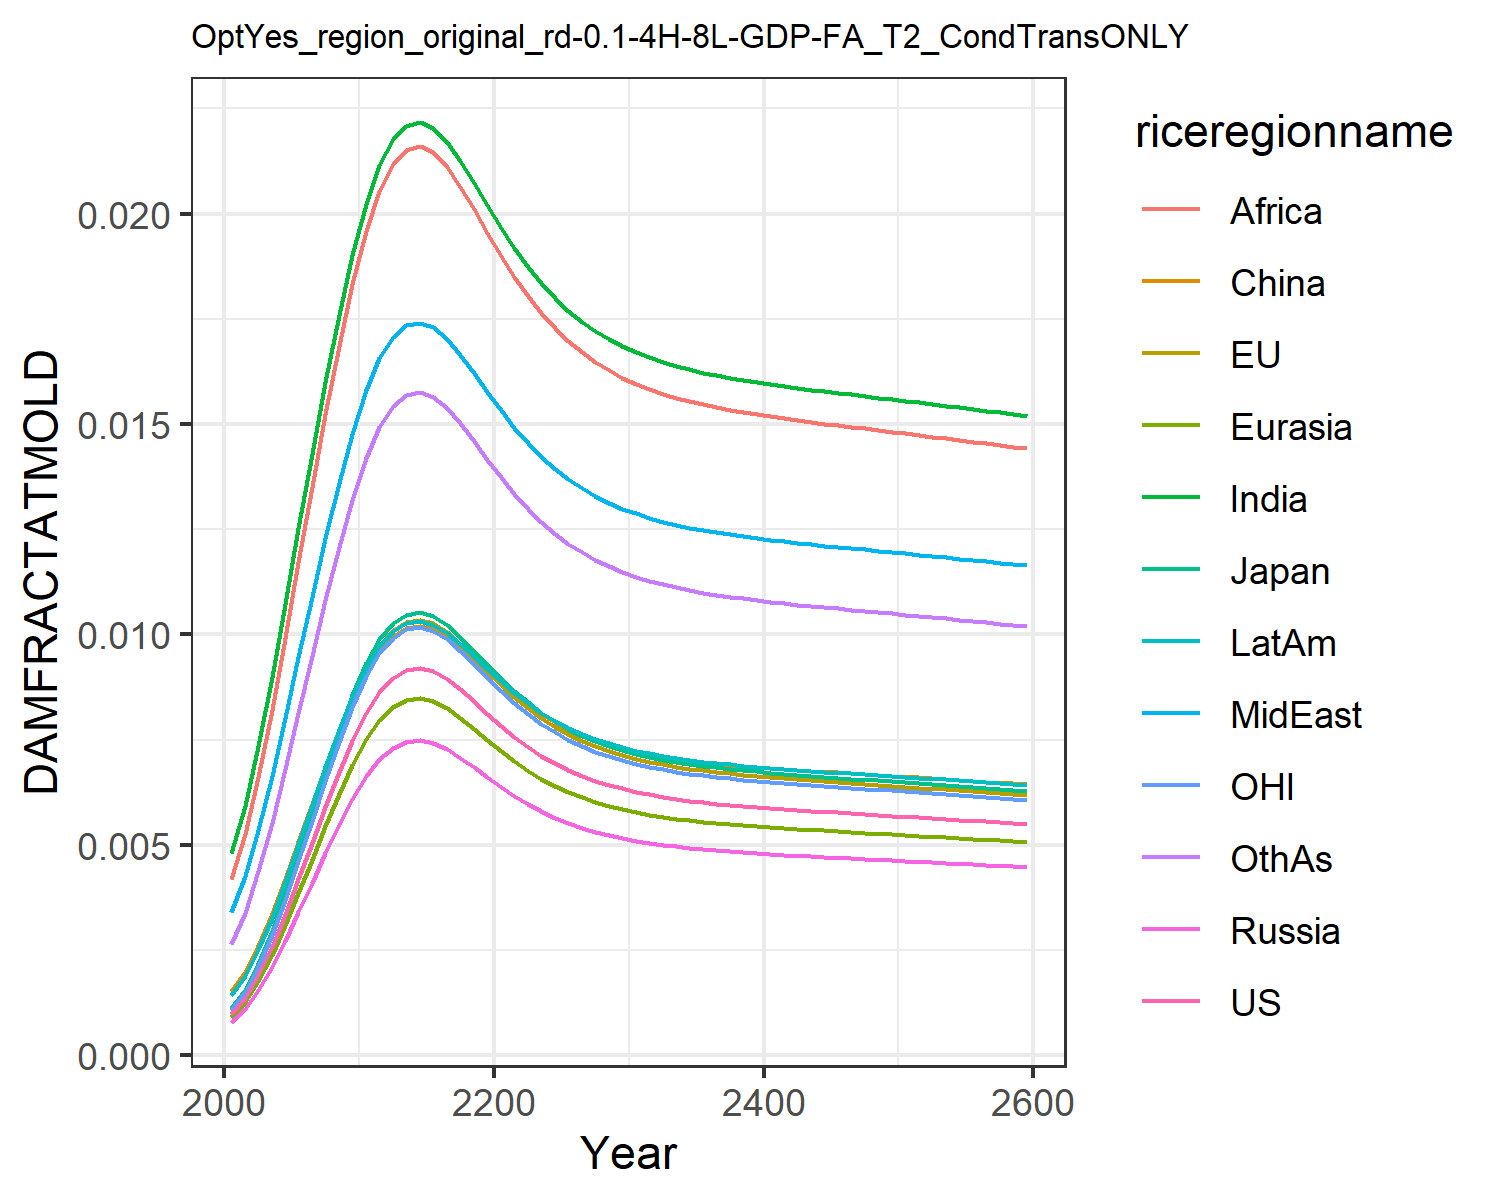 OptYes_region_original_rd-0.1-4H-8L-GDP-FA_T2_CondTransONLY
DAMFRACTATMOLD
0.020
0.015
0.010
0.005
0.000
2000 2200 2400 2600
Year
riceregionname
Africa
China
EU
Eurasia
India
Japan
LatAm
MidEast
OHI
OthAs
Russia
US